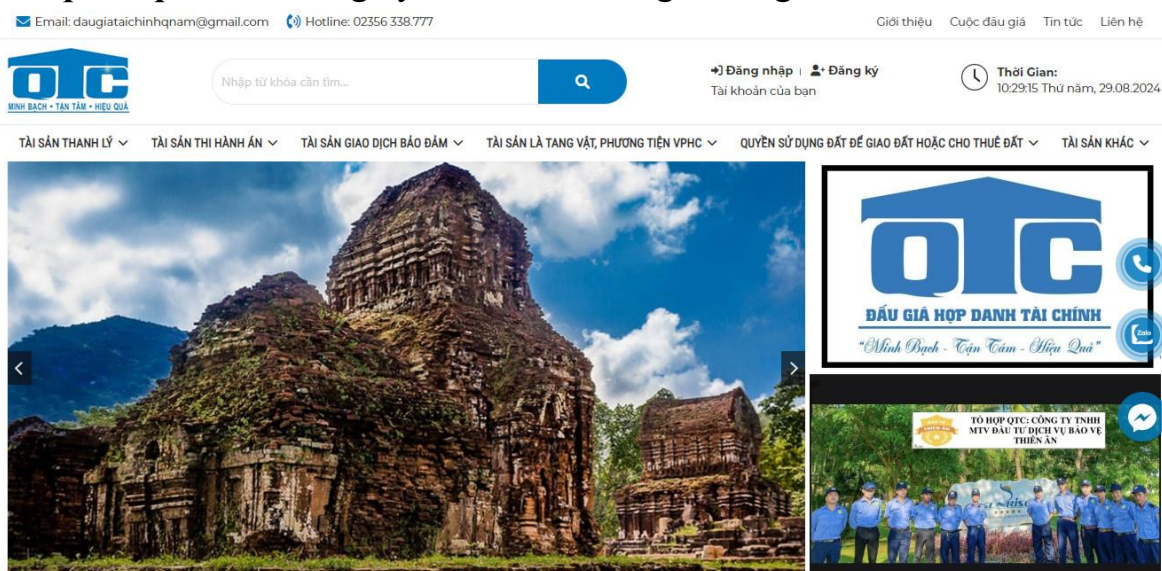 Email: daugiataichinhqnam@gmail.com
Hotline: 02356 338.777
Giới thiệu Cuộc đấu giá Tin tức Liên hệ
QTC
MINH BẠCH • TẬN TÂM • HIỆU QUẢ
Nhập từ khóa cần tìm...
Đăng nhập | Đăng ký
Tài khoản của bạn
Thời Gian:
10:29:15 Thứ năm, 29.08.2024
TÀI SẢN THANH LÝ TÀI SẢN THI HÀNH ÁN TÀI SẢN GIAO DỊCH BẢO ĐẢM TÀI SẢN LÀ TANG VẬT, PHƯƠNG TIỆN VPHC QUYỀN SỬ DỤNG ĐẤT ĐỂ GIAO ĐẤT HOẶC CHO THUÊ ĐẤT TÀI SẢN KHÁC
QTC
ĐẤU GIÁ HỢP DANH TÀI CHÍNH
"Minh Bạch - Tận Tâm - Hiệu Quả"
Zalo
TỔ HỢP QTC: CÔNG TY TNHH
MTV ĐẦU TƯ DỊCH VỤ BẢO VỆ
THIÊN ÂN